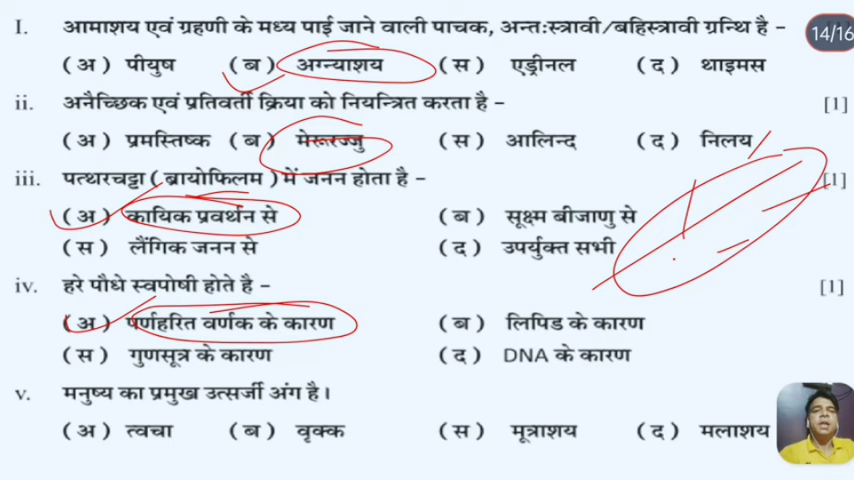 I. आमाशय एवं ग्रहणी के मध्य पाई जाने वाली पाचक, अन्तःस्त्रावी/बहिस्त्रावी ग्रन्थि है –
14/16
(अ) पीयुष (ब) अग्न्याशय (स) एड्रीनल (द) थाइमस
ii. अनैच्छिक एवं प्रतिवर्ती क्रिया को नियन्त्रित करता है – [1]
(अ) प्रमस्तिष्क (ब) मेरूरज्जु (स) आलिन्द (द) निलय
iii. पत्थरचट्टा (ब्रायोफिलम) में जनन होता है – [1]
(अ) कायिक प्रवर्धन से (ब) सूक्ष्म बीजाणु से
(स) लैंगिक जनन से (द) उपर्युक्त सभी
iv. हरे पौधे स्वपोषी होते है – [1]
(अ) पर्णहरित वर्णक के कारण (ब) लिपिड के कारण
(स) गुणसूत्र के कारण (द) DNA के कारण
v. मनुष्य का प्रमुख उत्सर्जी अंग है।
(अ) त्वचा (ब) वृक्क (स) मूत्राशय (द) मलाशय